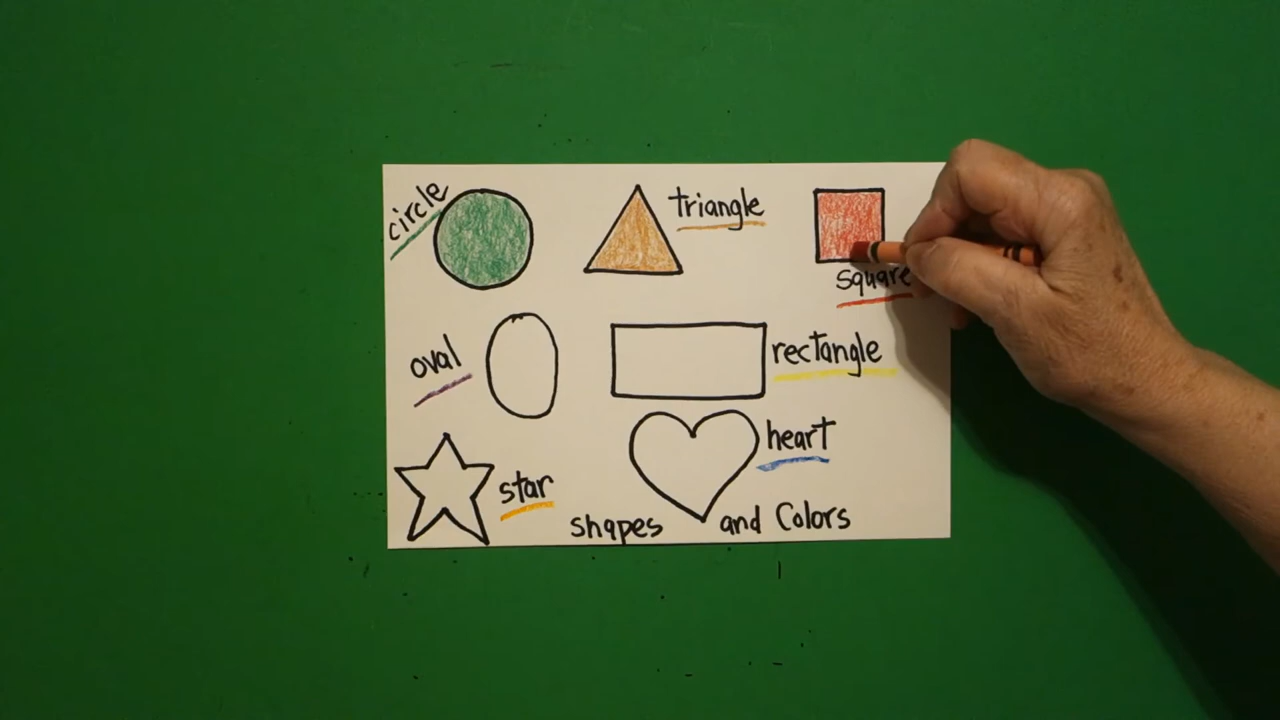 circle
triangle
square
oval
rectangle
heart
star
shapes and Colors